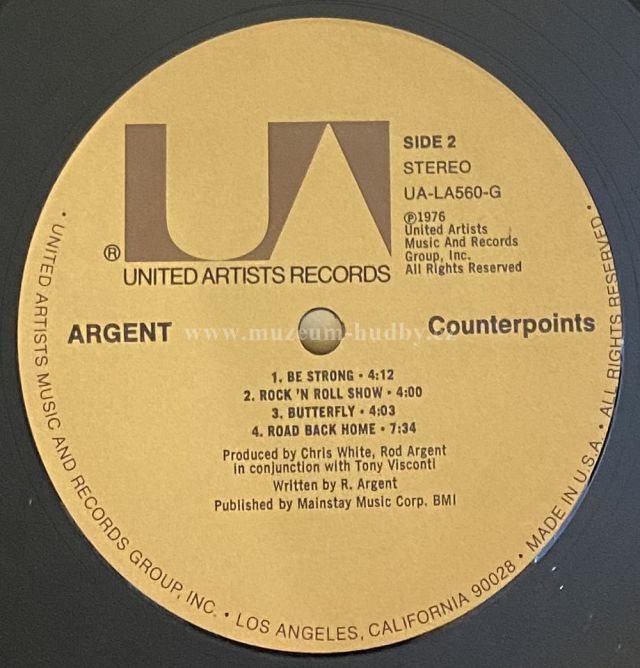 UA
SIDE 2
STEREO
UA-LA560-G
℗1976
United Artists
Music And Records
Group, Inc.
All Rights Reserved
®
UNITED ARTISTS RECORDS
ARGENT
www.muzeum-hudby.cz
Counterpoints
1. BE STRONG • 4:12
2. ROCK 'N ROLL SHOW • 4:00
3. BUTTERFLY • 4:03
4. ROAD BACK HOME • 7:34
Produced by Chris White, Rod Argent
in conjunction with Tony Visconti
Written by R. Argent
Published by Mainstay Music Corp. BMI
• UNITED ARTISTS MUSIC AND RECORDS GROUP, INC. • LOS ANGELES, CALIFORNIA 90028 • MADE IN U.S.A. • ALL RIGHTS RESERVED •